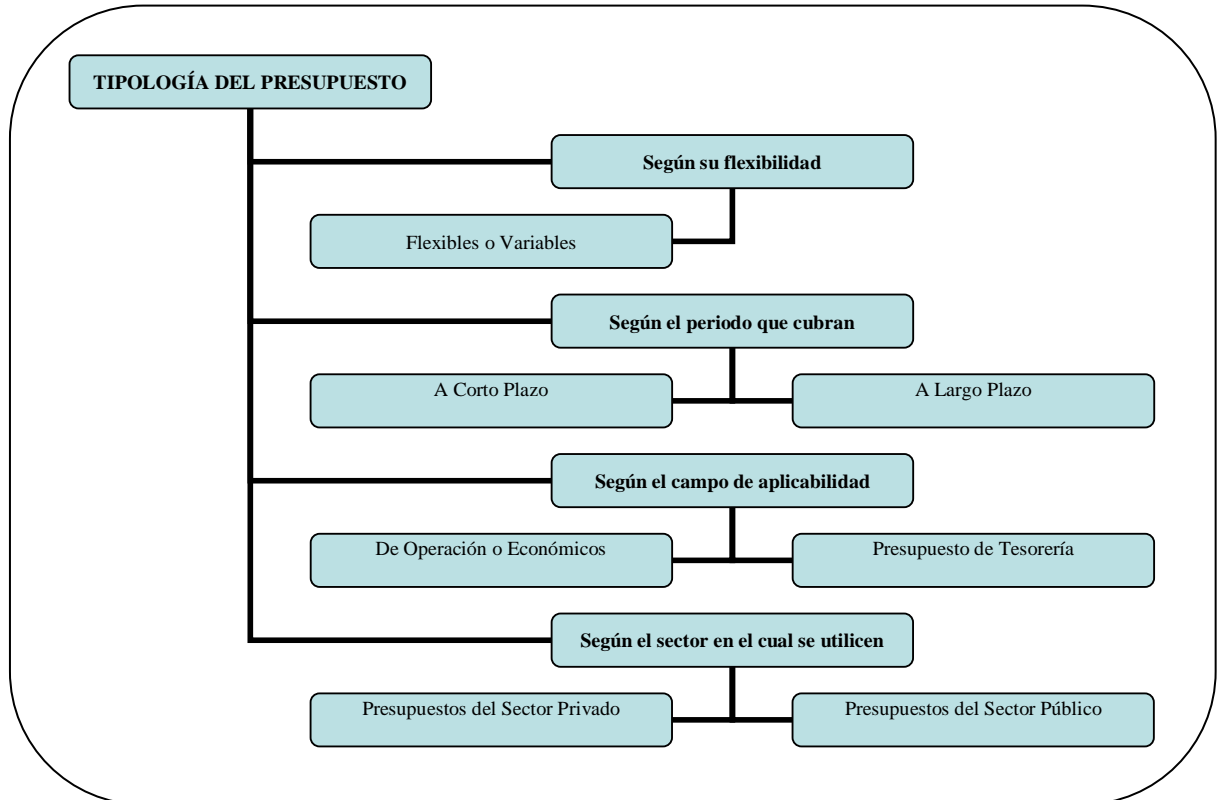 TIPOLOGÍA DEL PRESUPUESTO
Según su flexibilidad
Flexibles o Variables
Según el periodo que cubran
A Corto Plazo
A Largo Plazo
Según el campo de aplicabilidad
De Operación o Económicos
Presupuesto de Tesorería
Según el sector en el cual se utilicen
Presupuestos del Sector Privado
Presupuestos del Sector Público